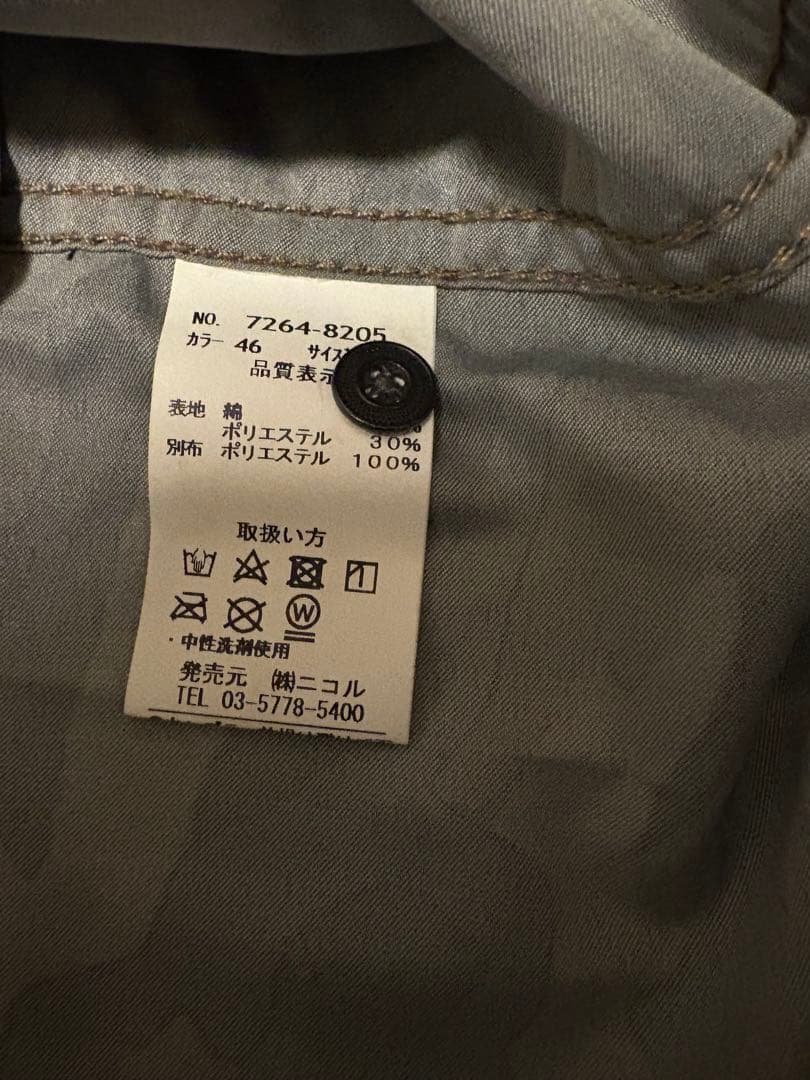 NO. 7264-8205
カラー 46 サイズ
品質表示
表地 綿 %
ポリエステル 30%
別布 ポリエステル 100%
取扱い方
W
・中性洗剤使用
発売元 ㈱ニコル
TEL 03-5778-5400